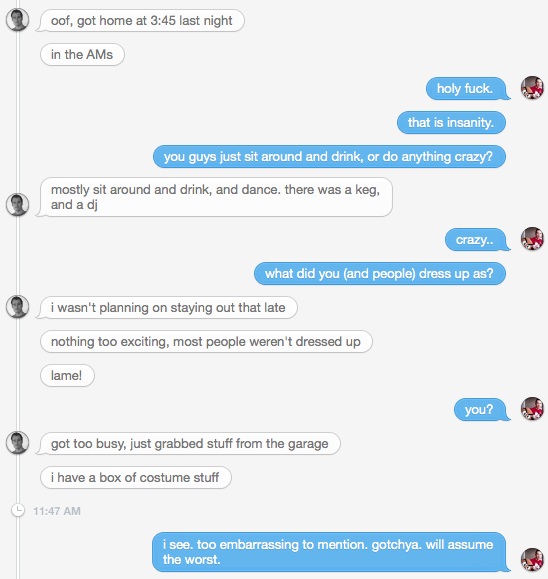 oof, got home at 3:45 last night
in the AMs
holy fuck.
that is insanity.
you guys just sit around and drink, or do anything crazy?
mostly sit around and drink, and dance. there was a keg,
and a dj
crazy..
what did you (and people) dress up as?
i wasn't planning on staying out that late
nothing too exciting, most people weren't dressed up
lame!
you?
got too busy, just grabbed stuff from the garage
i have a box of costume stuff
11:47 AM
i see. too embarrassing to mention. gotchya. will assume
the worst.